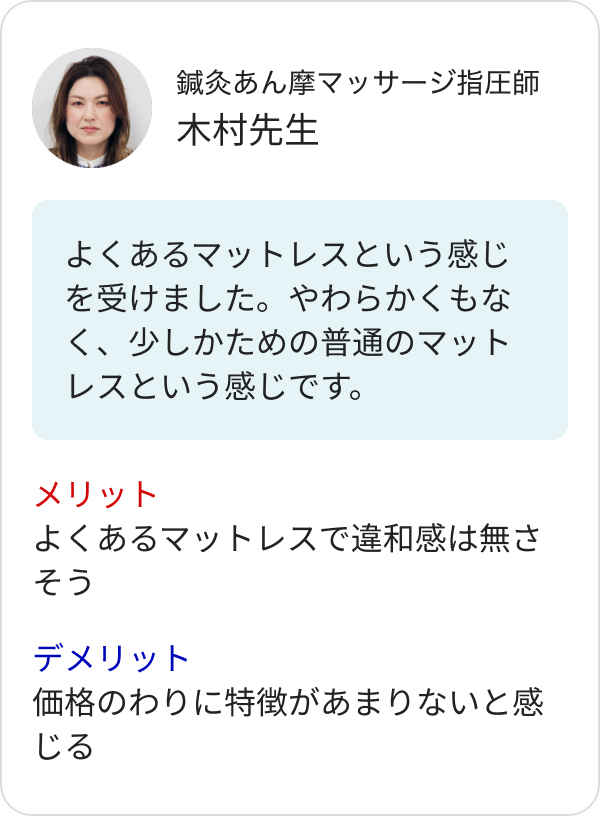 鍼灸あん摩マッサージ指圧師
木村先生
よくあるマットレスという感じ
を受けました。やわらかくもな
く、少しかための普通のマット
レスという感じです。
メリット
よくあるマットレスで違和感は無さ
そう
デメリット
価格のわりに特徴があまりないと感
じる